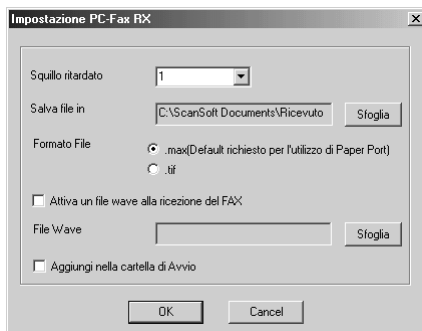 Impostazione PC-Fax RX
Squillo ritardato 1
Salva file in C:\ScanSoft Documents\Ricevuto Sfoglia
Formato File .max(Default richiesto per l'utilizzo di Paper Port)
.tif
Attiva un file wave alla ricezione del FAX
File Wave Sfoglia
Aggiungi nella cartella di Avvio
OK Cancel